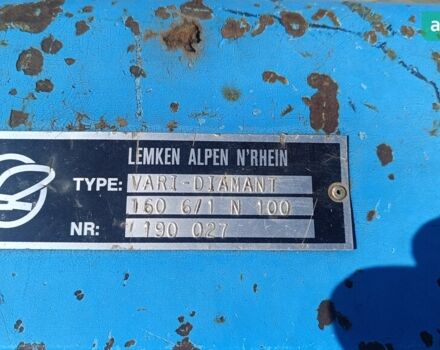 LEMKEN ALPEN N'RHEIN
TYPE: VARI-DIAMANT
160 6/1 N 100
NR: 190 027